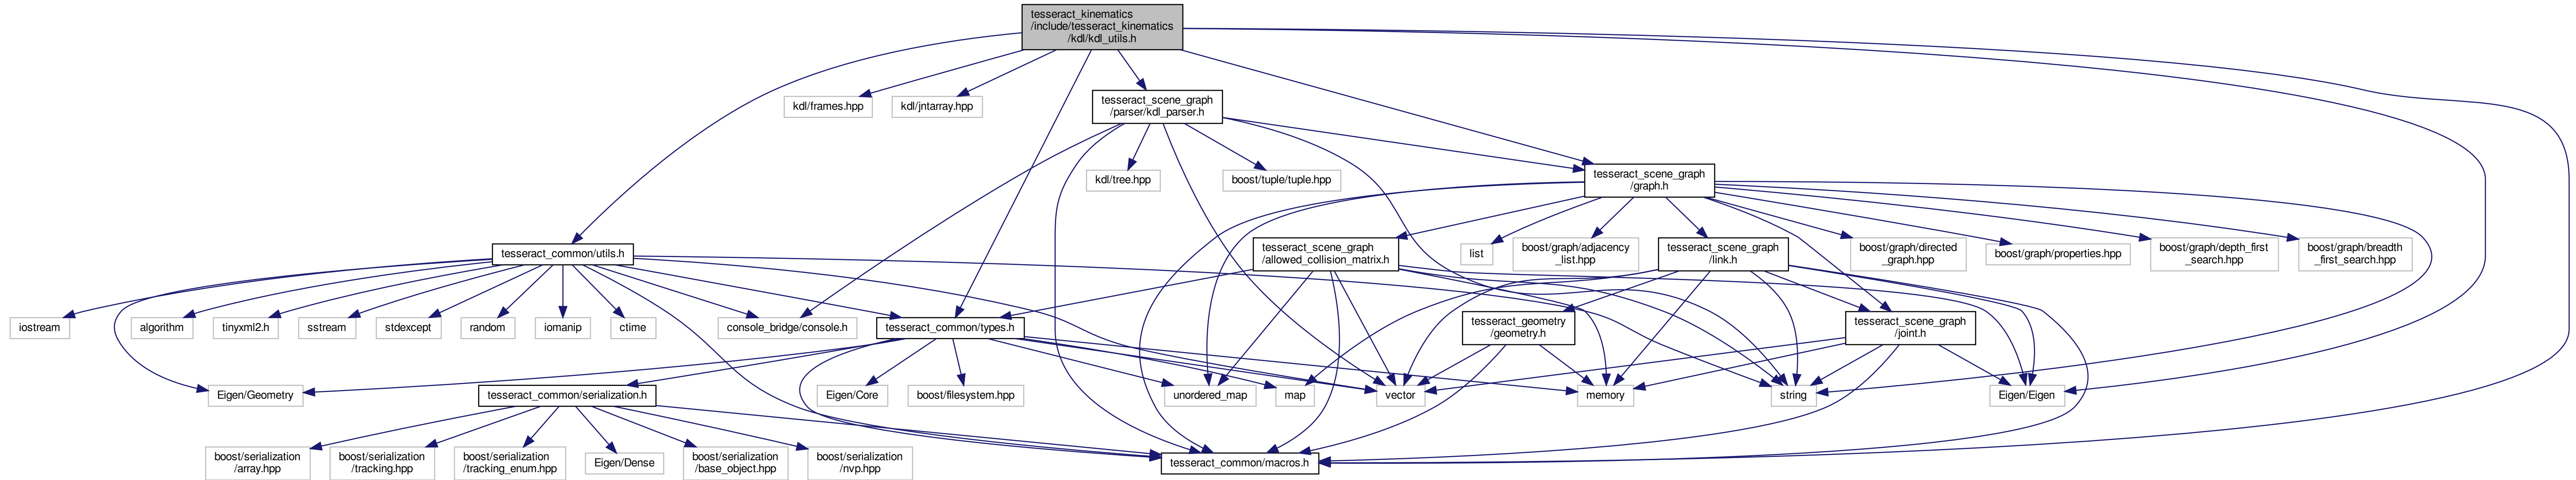 tesseract_kinematics
/include/tesseract_kinematics
/kdl/kdl_utils.h
kdl/frames.hpp
kdl/jntarray.hpp
tesseract_scene_graph
/parser/kdl_parser.h
kdl/tree.hpp
boost/tuple/tuple.hpp
tesseract_scene_graph
/graph.h
tesseract_common/utils.h
tesseract_scene_graph
/allowed_collision_matrix.h
list
boost/graph/adjacency
_list.hpp
tesseract_scene_graph
/link.h
boost/graph/directed
_graph.hpp
boost/graph/properties.hpp
boost/graph/depth_first
_search.hpp
boost/graph/breadth
_first_search.hpp
iostream
algorithm
tinyxml2.h
sstream
stdexcept
random
iomanip
ctime
console_bridge/console.h
tesseract_common/types.h
tesseract_geometry
/geometry.h
tesseract_scene_graph
/joint.h
Eigen/Geometry
tesseract_common/serialization.h
Eigen/Core
boost/filesystem.hpp
unordered_map
map
vector
memory
string
Eigen/Eigen
boost/serialization
/array.hpp
boost/serialization
/tracking.hpp
boost/serialization
/tracking_enum.hpp
Eigen/Dense
boost/serialization
/base_object.hpp
boost/serialization
/nvp.hpp
tesseract_common/macros.h